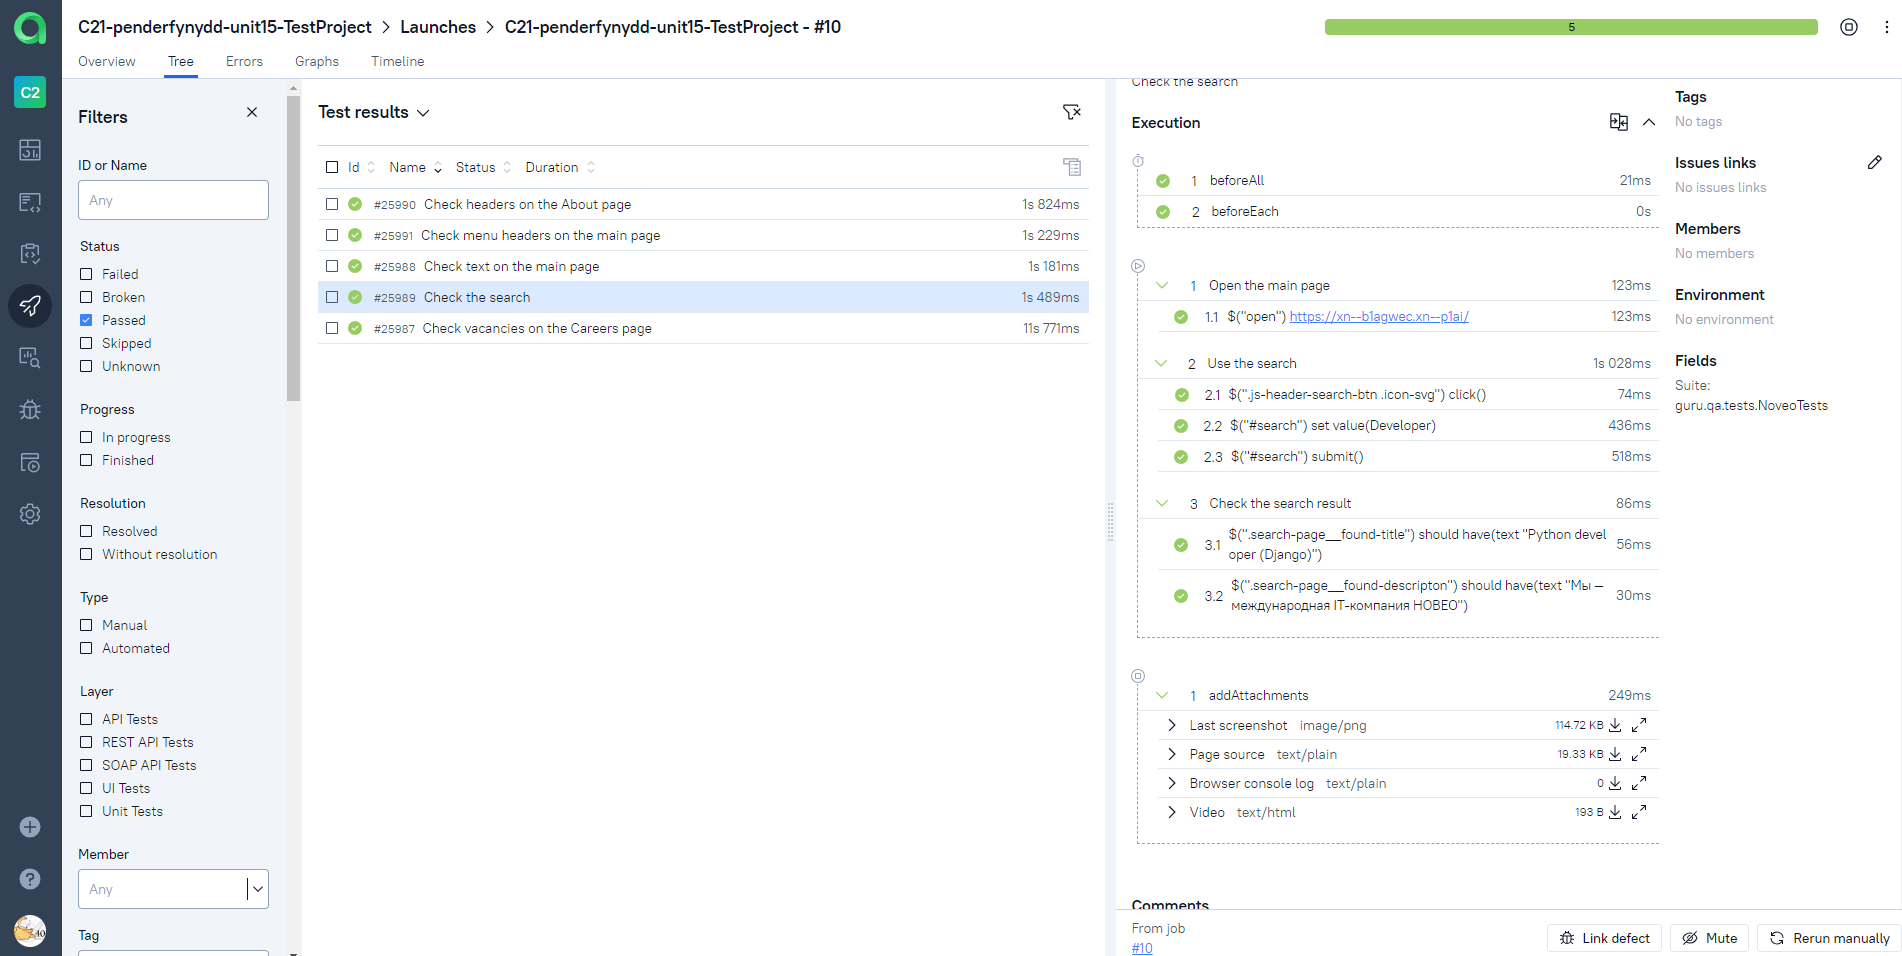 C21-penderfynydd-unit15-TestProject > Launches > C21-penderfynydd-unit15-TestProject - #10
5
Overview Tree Errors Graphs Timeline
C2
Filters
ID or Name
Any
Status
Failed
Broken
Passed
Skipped
Unknown
Progress
In progress
Finished
Resolution
Resolved
Without resolution
Type
Manual
Automated
Layer
API Tests
REST API Tests
SOAP API Tests
UI Tests
Unit Tests
Member
Any
Tag
Test results
Id Name Status Duration
#25990 Check headers on the About page 1s 824ms
#25991 Check menu headers on the main page 1s 229ms
#25988 Check text on the main page 1s 181ms
#25989 Check the search 1s 489ms
#25987 Check vacancies on the Careers page 11s 771ms
Check the search
Execution
1 beforeAll 21ms
2 beforeEach 0s
1 Open the main page 123ms
1.1 $("open") https://xn--b1agwec.xn--p1ai/ 123ms
2 Use the search 1s 028ms
2.1 $(".js-header-search-btn .icon-svg") click() 74ms
2.2 $("#search") set value(Developer) 436ms
2.3 $("#search") submit() 518ms
3 Check the search result 86ms
3.1 $(".search-page__found-title") should have(text "Python devel
oper (Django)") 56ms
3.2 $(".search-page__found-descripton") should have(text "Мы –
международная IT-компания НОВЕО") 30ms
1 addAttachments 249ms
Last screenshot image/png 114.72 KB
Page source text/plain 19.33 KB
Browser console log text/plain 0
Video text/html 193 B
Comments
From job
#10
Link defect Mute Rerun manually
Tags
No tags
Issues links
No issues links
Members
No members
Environment
No environment
Fields
Suite:
guru.qa.tests.NoveoTests